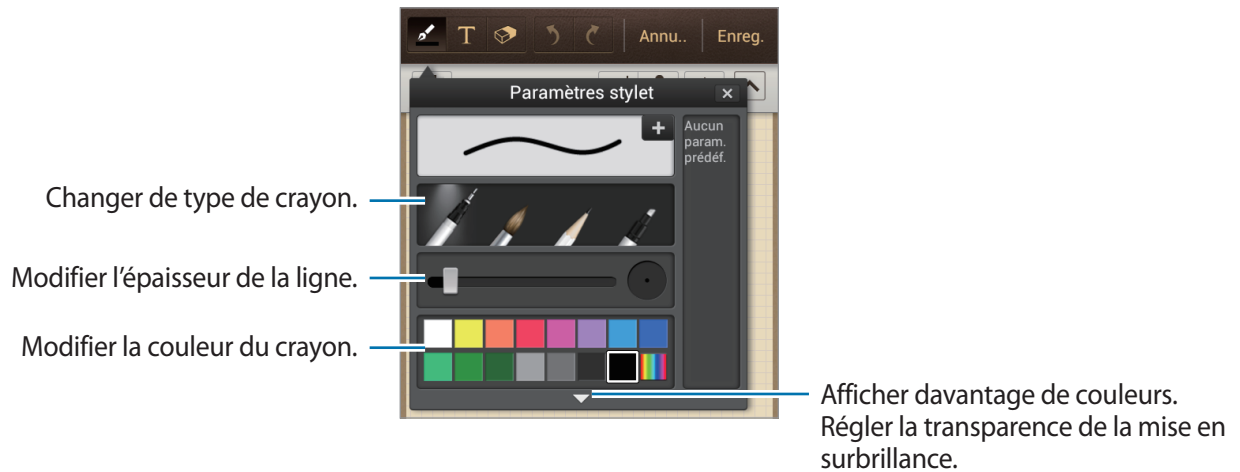 T Annu.. Enreg.
Paramètres stylet
Aucun
param.
prédéf.
Changer de type de crayon.
Modifier l’épaisseur de la ligne.
Modifier la couleur du crayon.
Afficher davantage de couleurs.
Régler la transparence de la mise en
surbrillance.